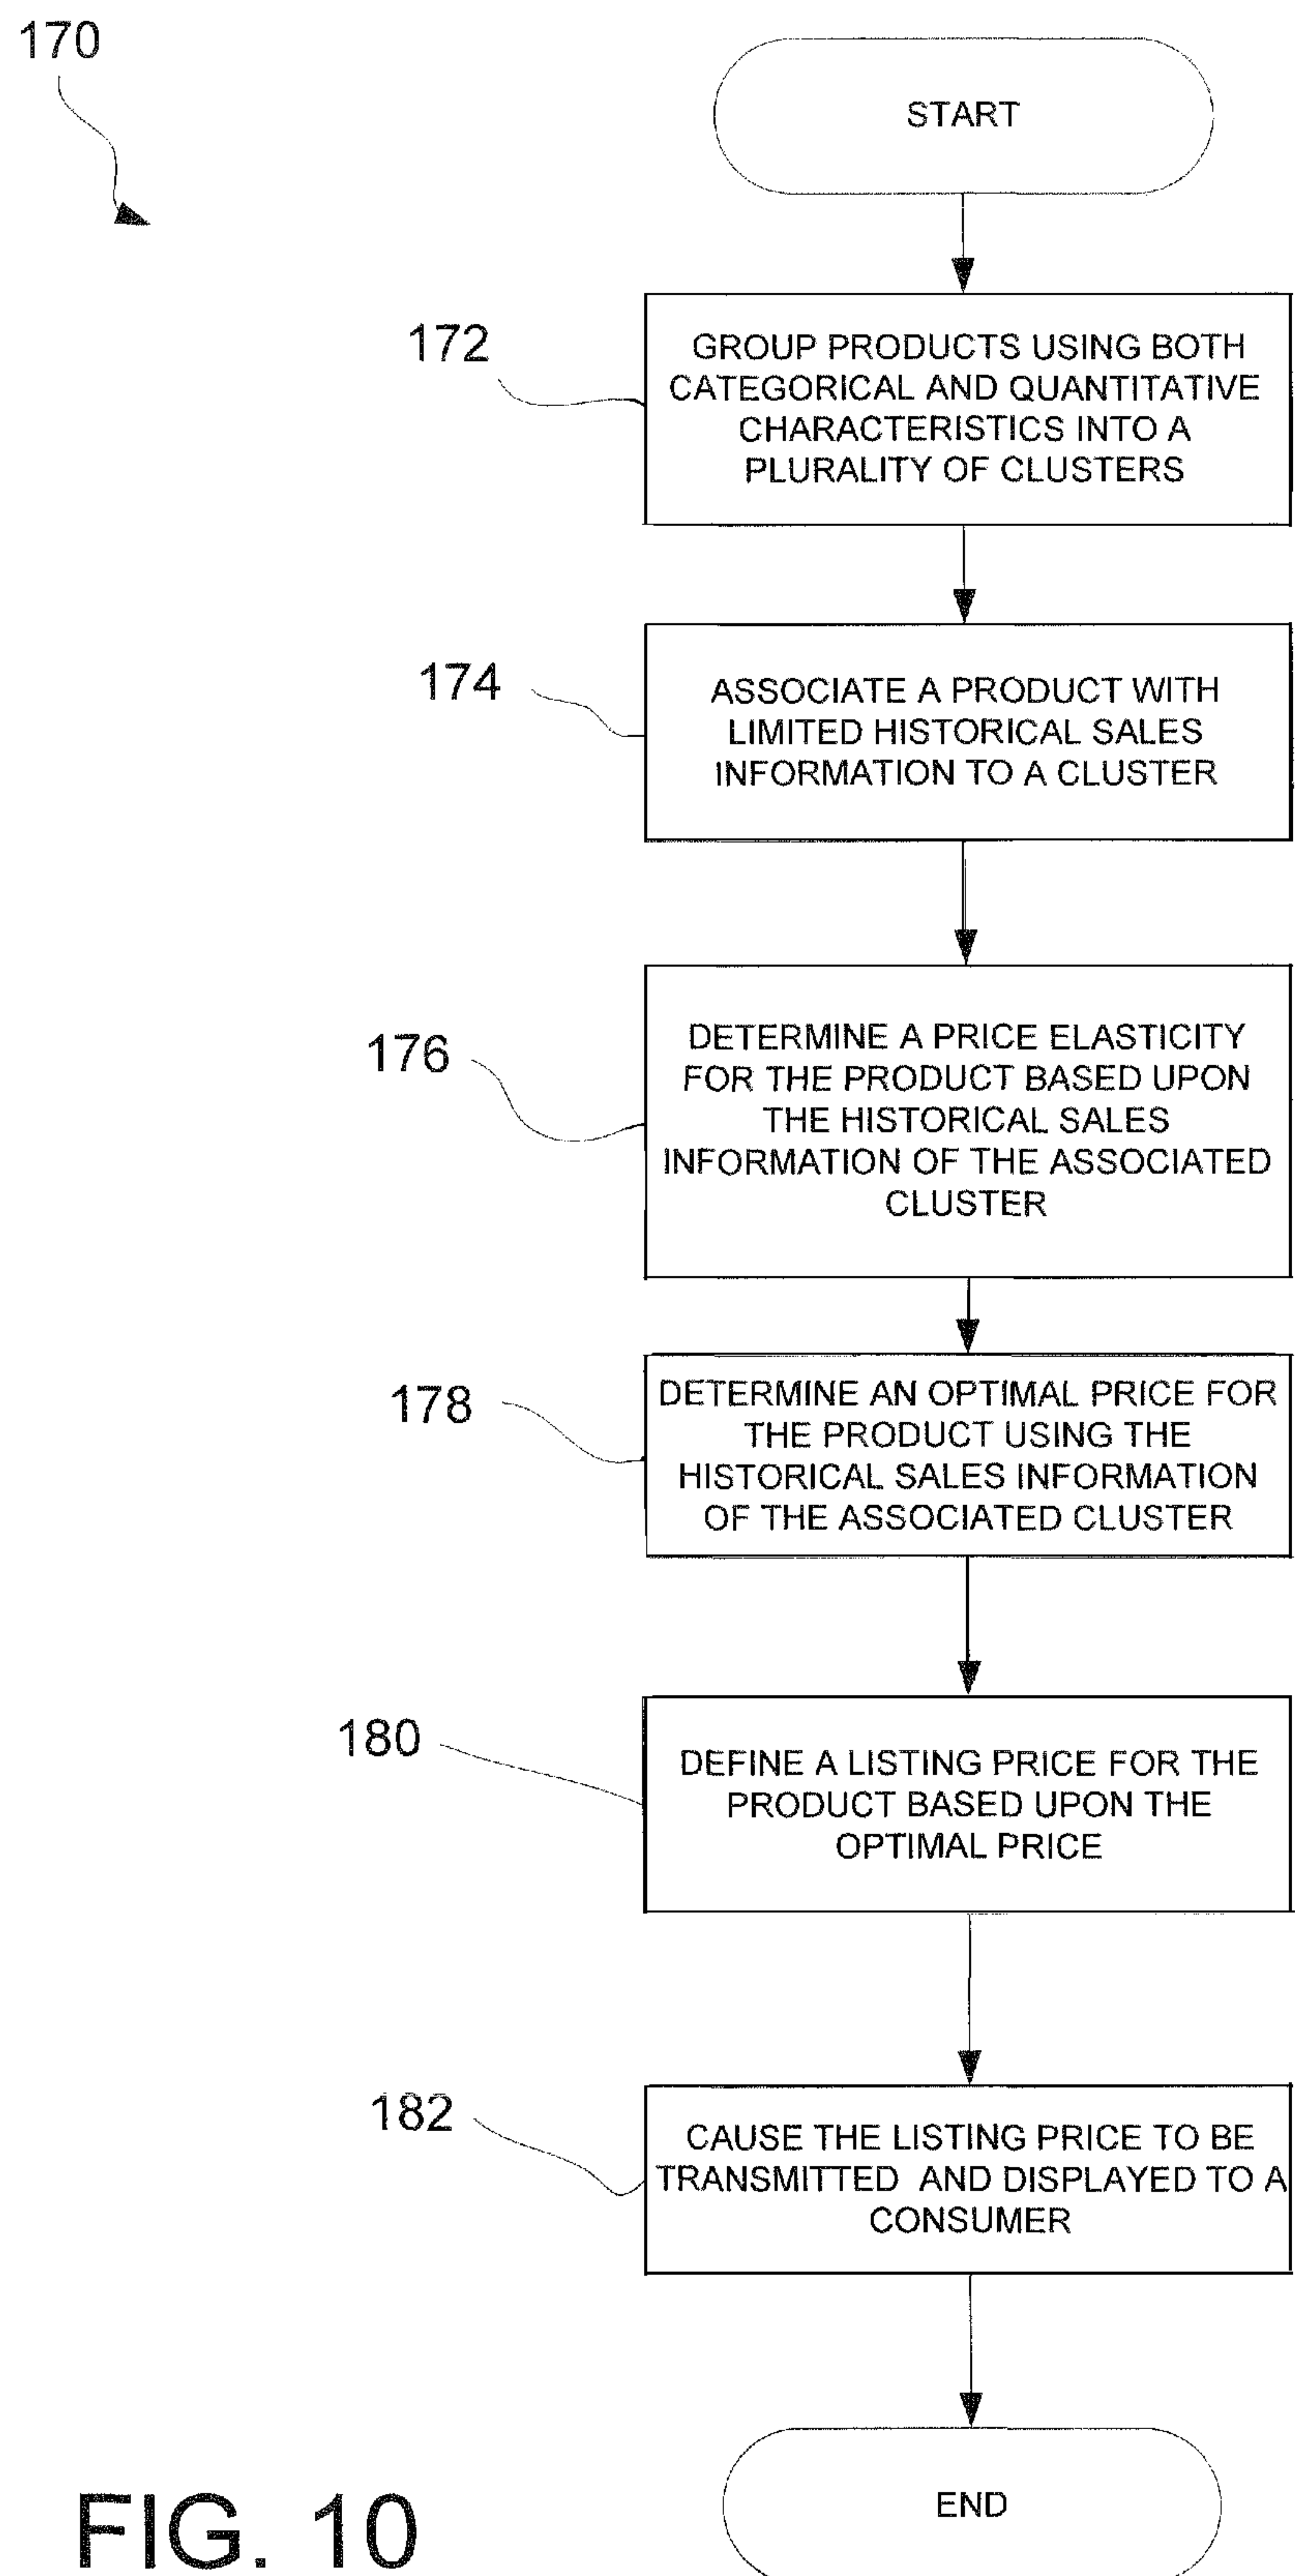 170
START
172
GROUP PRODUCTS USING BOTH
CATEGORICAL AND QUANTITATIVE
CHARACTERISTICS INTO A
PLURALITY OF CLUSTERS
174
ASSOCIATE A PRODUCT WITH
LIMITED HISTORICAL SALES
INFORMATION TO A CLUSTER
176
DETERMINE A PRICE ELASTICITY
FOR THE PRODUCT BASED UPON
THE HISTORICAL SALES
INFORMATION OF THE ASSOCIATED
CLUSTER
178
DETERMINE AN OPTIMAL PRICE FOR
THE PRODUCT USING THE
HISTORICAL SALES INFORMATION
OF THE ASSOCIATED CLUSTER
180
DEFINE A LISTING PRICE FOR THE
PRODUCT BASED UPON THE
OPTIMAL PRICE
182
CAUSE THE LISTING PRICE TO BE
TRANSMITTED AND DISPLAYED TO A
CONSUMER
END
FIG. 10